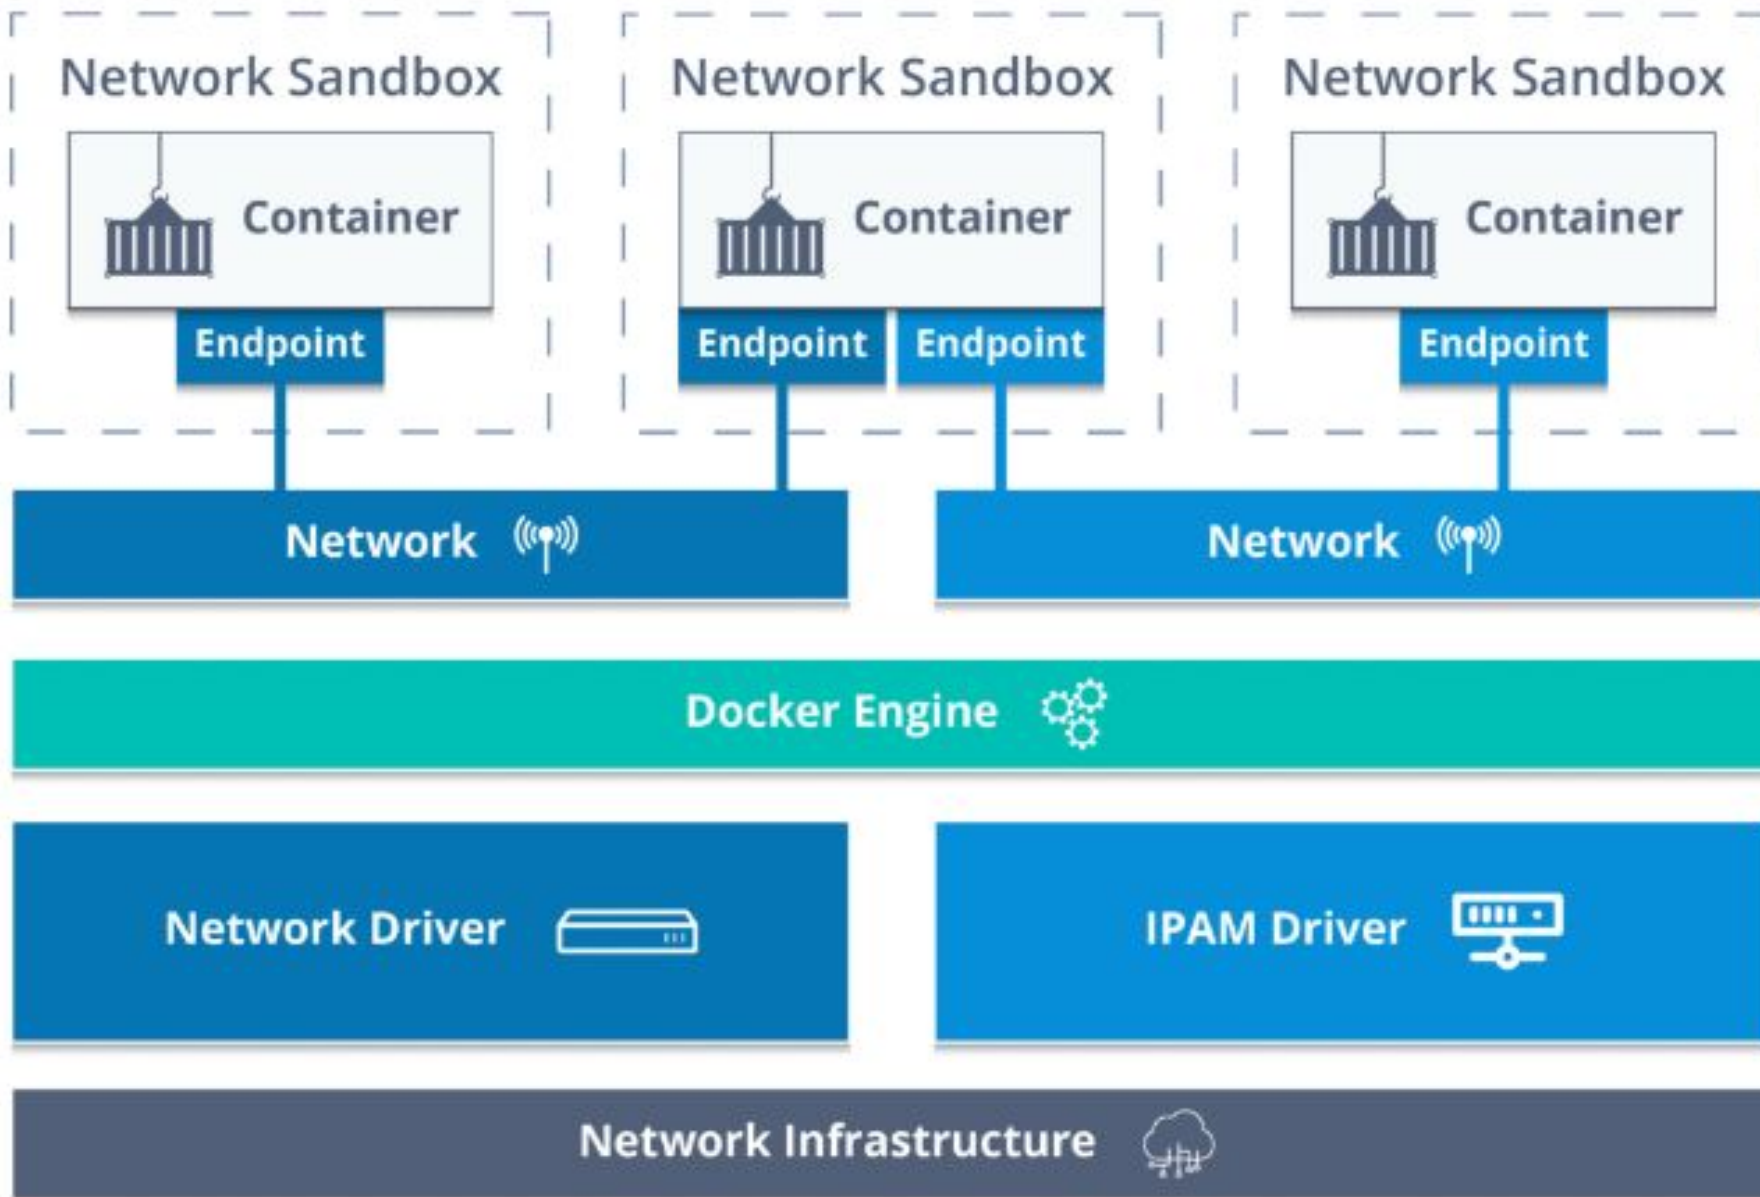 Network Sandbox
Network Sandbox
Network Sandbox
Container
Container
Container
Endpoint
Endpoint
Endpoint
Endpoint
Network
Network
Docker Engine
Network Driver
IPAM Driver
Network Infrastructure